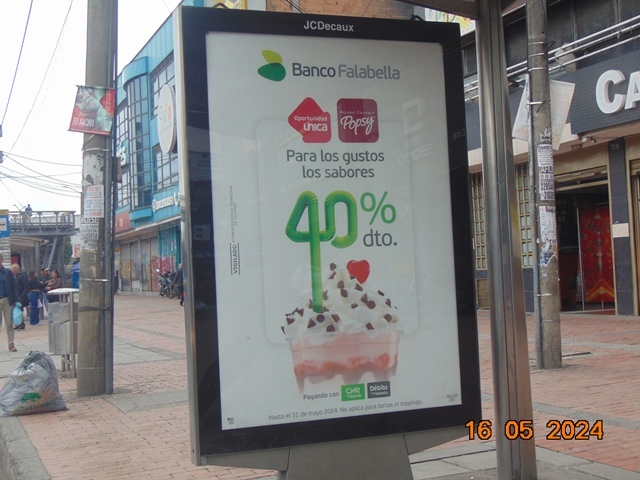 JCDecaux
Banco Falabella
Oportunidad
única
Popsy
Para los gustos
los sabores
40%
dto.
VIGILADO
Pagando con
CMR
Débito
Hasta el 31 de mayo 2024. No aplica para tortas ni toppings.
CA
16 05 2024